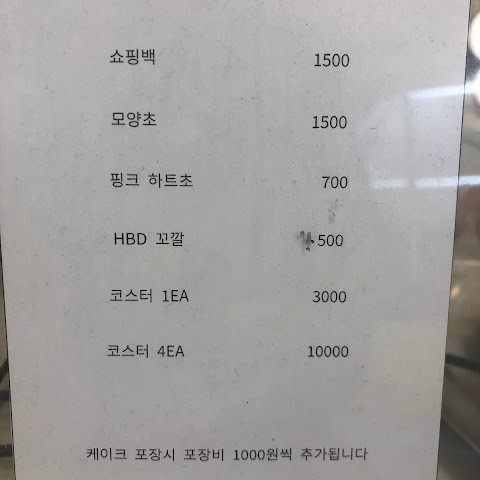 쇼핑백 1500
모양초 1500
핑크 하트초 700
HBD 꼬깔 500
코스터 1EA 3000
코스터 4EA 10000
케이크 포장시 포장비 1000원씩 추가됩니다